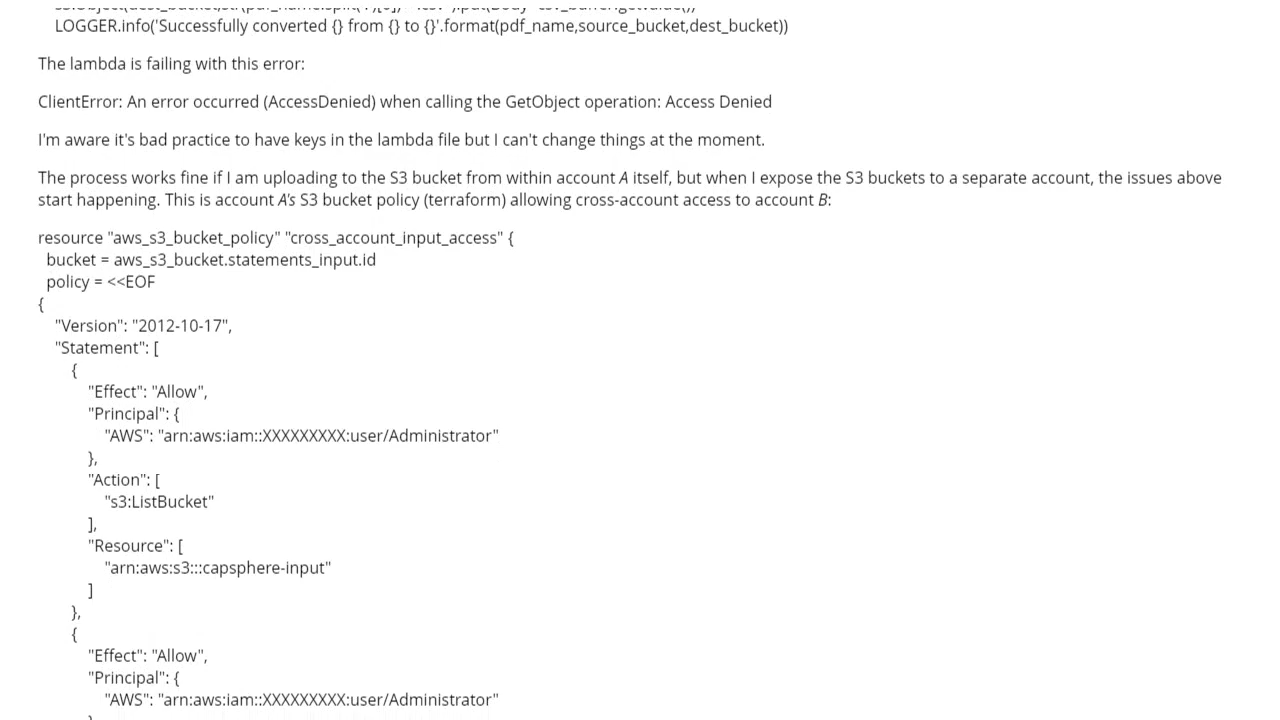 LOGGER.info('Successfully converted {} from {} to {}'.format(pdf_name,source_bucket,dest_bucket))
The lambda is failing with this error:
ClientError: An error occurred (AccessDenied) when calling the GetObject operation: Access Denied
I'm aware it's bad practice to have keys in the lambda file but I can't change things at the moment.
The process works fine if I am uploading to the S3 bucket from within account A itself, but when I expose the S3 buckets to a separate account, the issues above
start happening. This is account A's S3 bucket policy (terraform) allowing cross-account access to account B:
resource "aws_s3_bucket_policy" "cross_account_input_access" {
bucket = aws_s3_bucket.statements_input.id
policy = <<EOF
{
"Version": "2012-10-17",
"Statement": [
{
"Effect": "Allow",
"Principal": {
"AWS": "arn:aws:iam::XXXXXXXXX:user/Administrator"
},
"Action": [
"s3:ListBucket"
],
"Resource": [
"arn:aws:s3:::capsphere-input"
]
},
{
"Effect": "Allow",
"Principal": {
"AWS": "arn:aws:iam::XXXXXXXXX:user/Administrator"